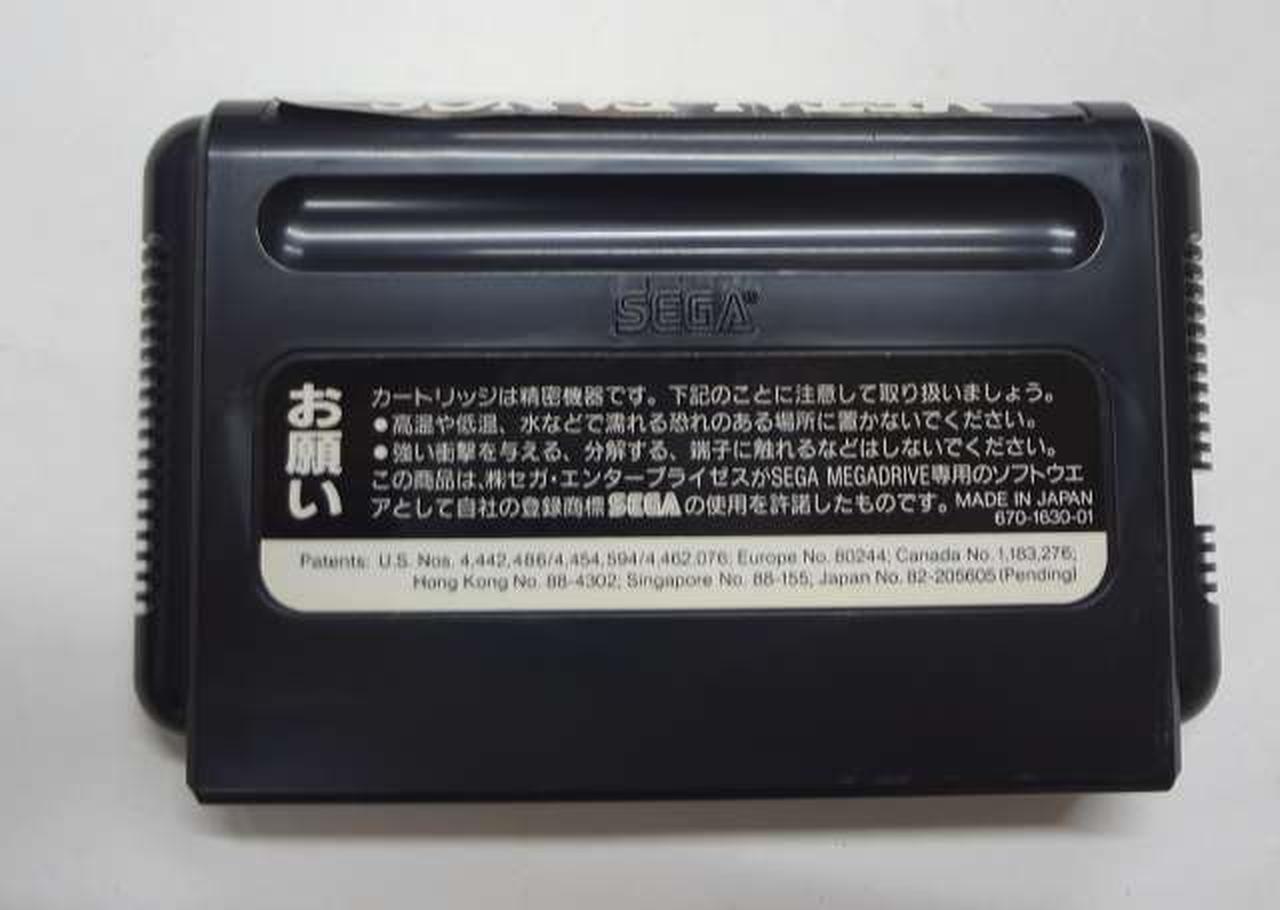 SEGA
お願い
カートリッジは精密機器です。下記のことに注意して取り扱いましょう。
●高温や低温、水などで濡れる恐れのある場所に置かないでください。
●強い衝撃を与える、分解する、端子に触れるなどはしないでください。
この商品は、㈱セガ・エンタープライゼスがSEGA MEGADRIVE専用のソフトウエ
アとして自社の登録商標SEGAの使用を許諾したものです。MADE IN JAPAN
670-1630-01
Patents: U.S. Nos. 4,442,486/4,454,594/4,462,076; Europe No. 80244; Canada No. 1,183,276;
Hong Kong No. 88-4302; Singapore No. 88-155; Japan No. 82-205605 (Pending)